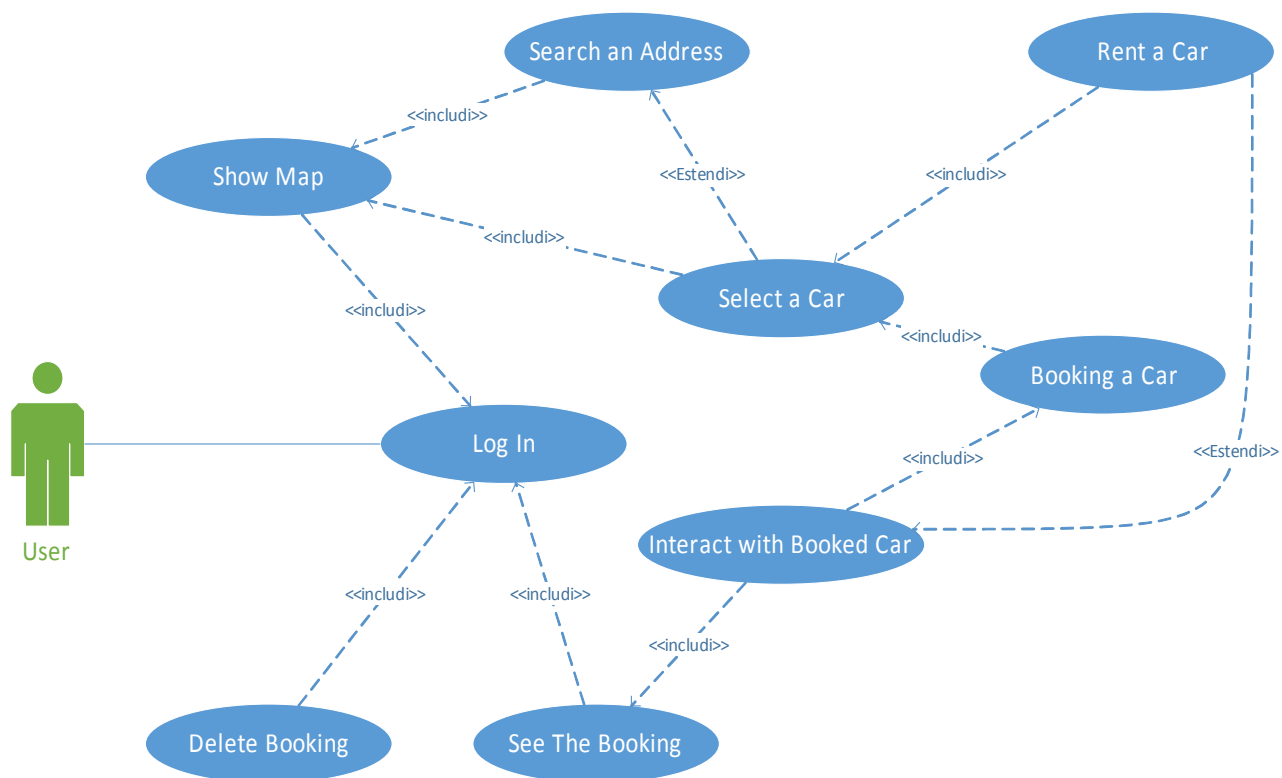 Search an Address
Rent a Car
<<includi>>
Show Map
<<Estendi>>
<<includi>>
<<includi>>
Select a Car
<<includi>>
<<includi>>
Booking a Car
Log In
<<includi>>
<<Estendi>>
User
Interact with Booked Car
<<includi>>
<<includi>>
<<includi>>
Delete Booking
See The Booking